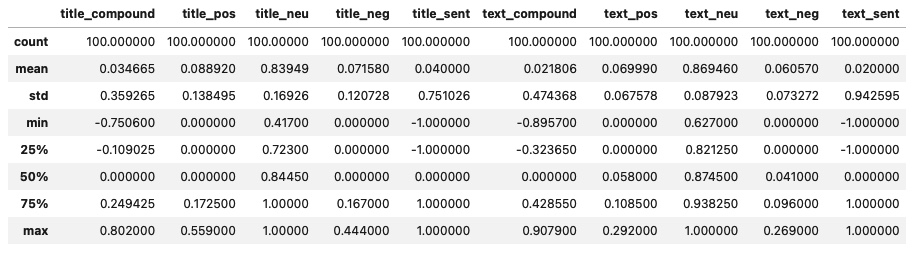 title_compound title_pos title_neu title_neg title_sent text_compound text_pos text_neu text_neg text_sent
count 100.000000 100.000000 100.00000 100.000000 100.000000 100.000000 100.000000 100.000000 100.000000 100.000000
mean 0.034665 0.088920 0.83949 0.071580 0.040000 0.021806 0.069990 0.869460 0.060570 0.020000
std 0.359265 0.138495 0.16926 0.120728 0.751026 0.474368 0.067578 0.087923 0.073272 0.942595
min -0.750600 0.000000 0.41700 0.000000 -1.000000 -0.895700 0.000000 0.627000 0.000000 -1.000000
25% -0.109025 0.000000 0.72300 0.000000 -1.000000 -0.323650 0.000000 0.821250 0.000000 -1.000000
50% 0.000000 0.000000 0.84450 0.000000 0.000000 0.000000 0.058000 0.874500 0.041000 0.000000
75% 0.249425 0.172500 1.00000 0.167000 1.000000 0.428550 0.108500 0.938250 0.096000 1.000000
max 0.802000 0.559000 1.00000 0.444000 1.000000 0.907900 0.292000 1.000000 0.269000 1.000000